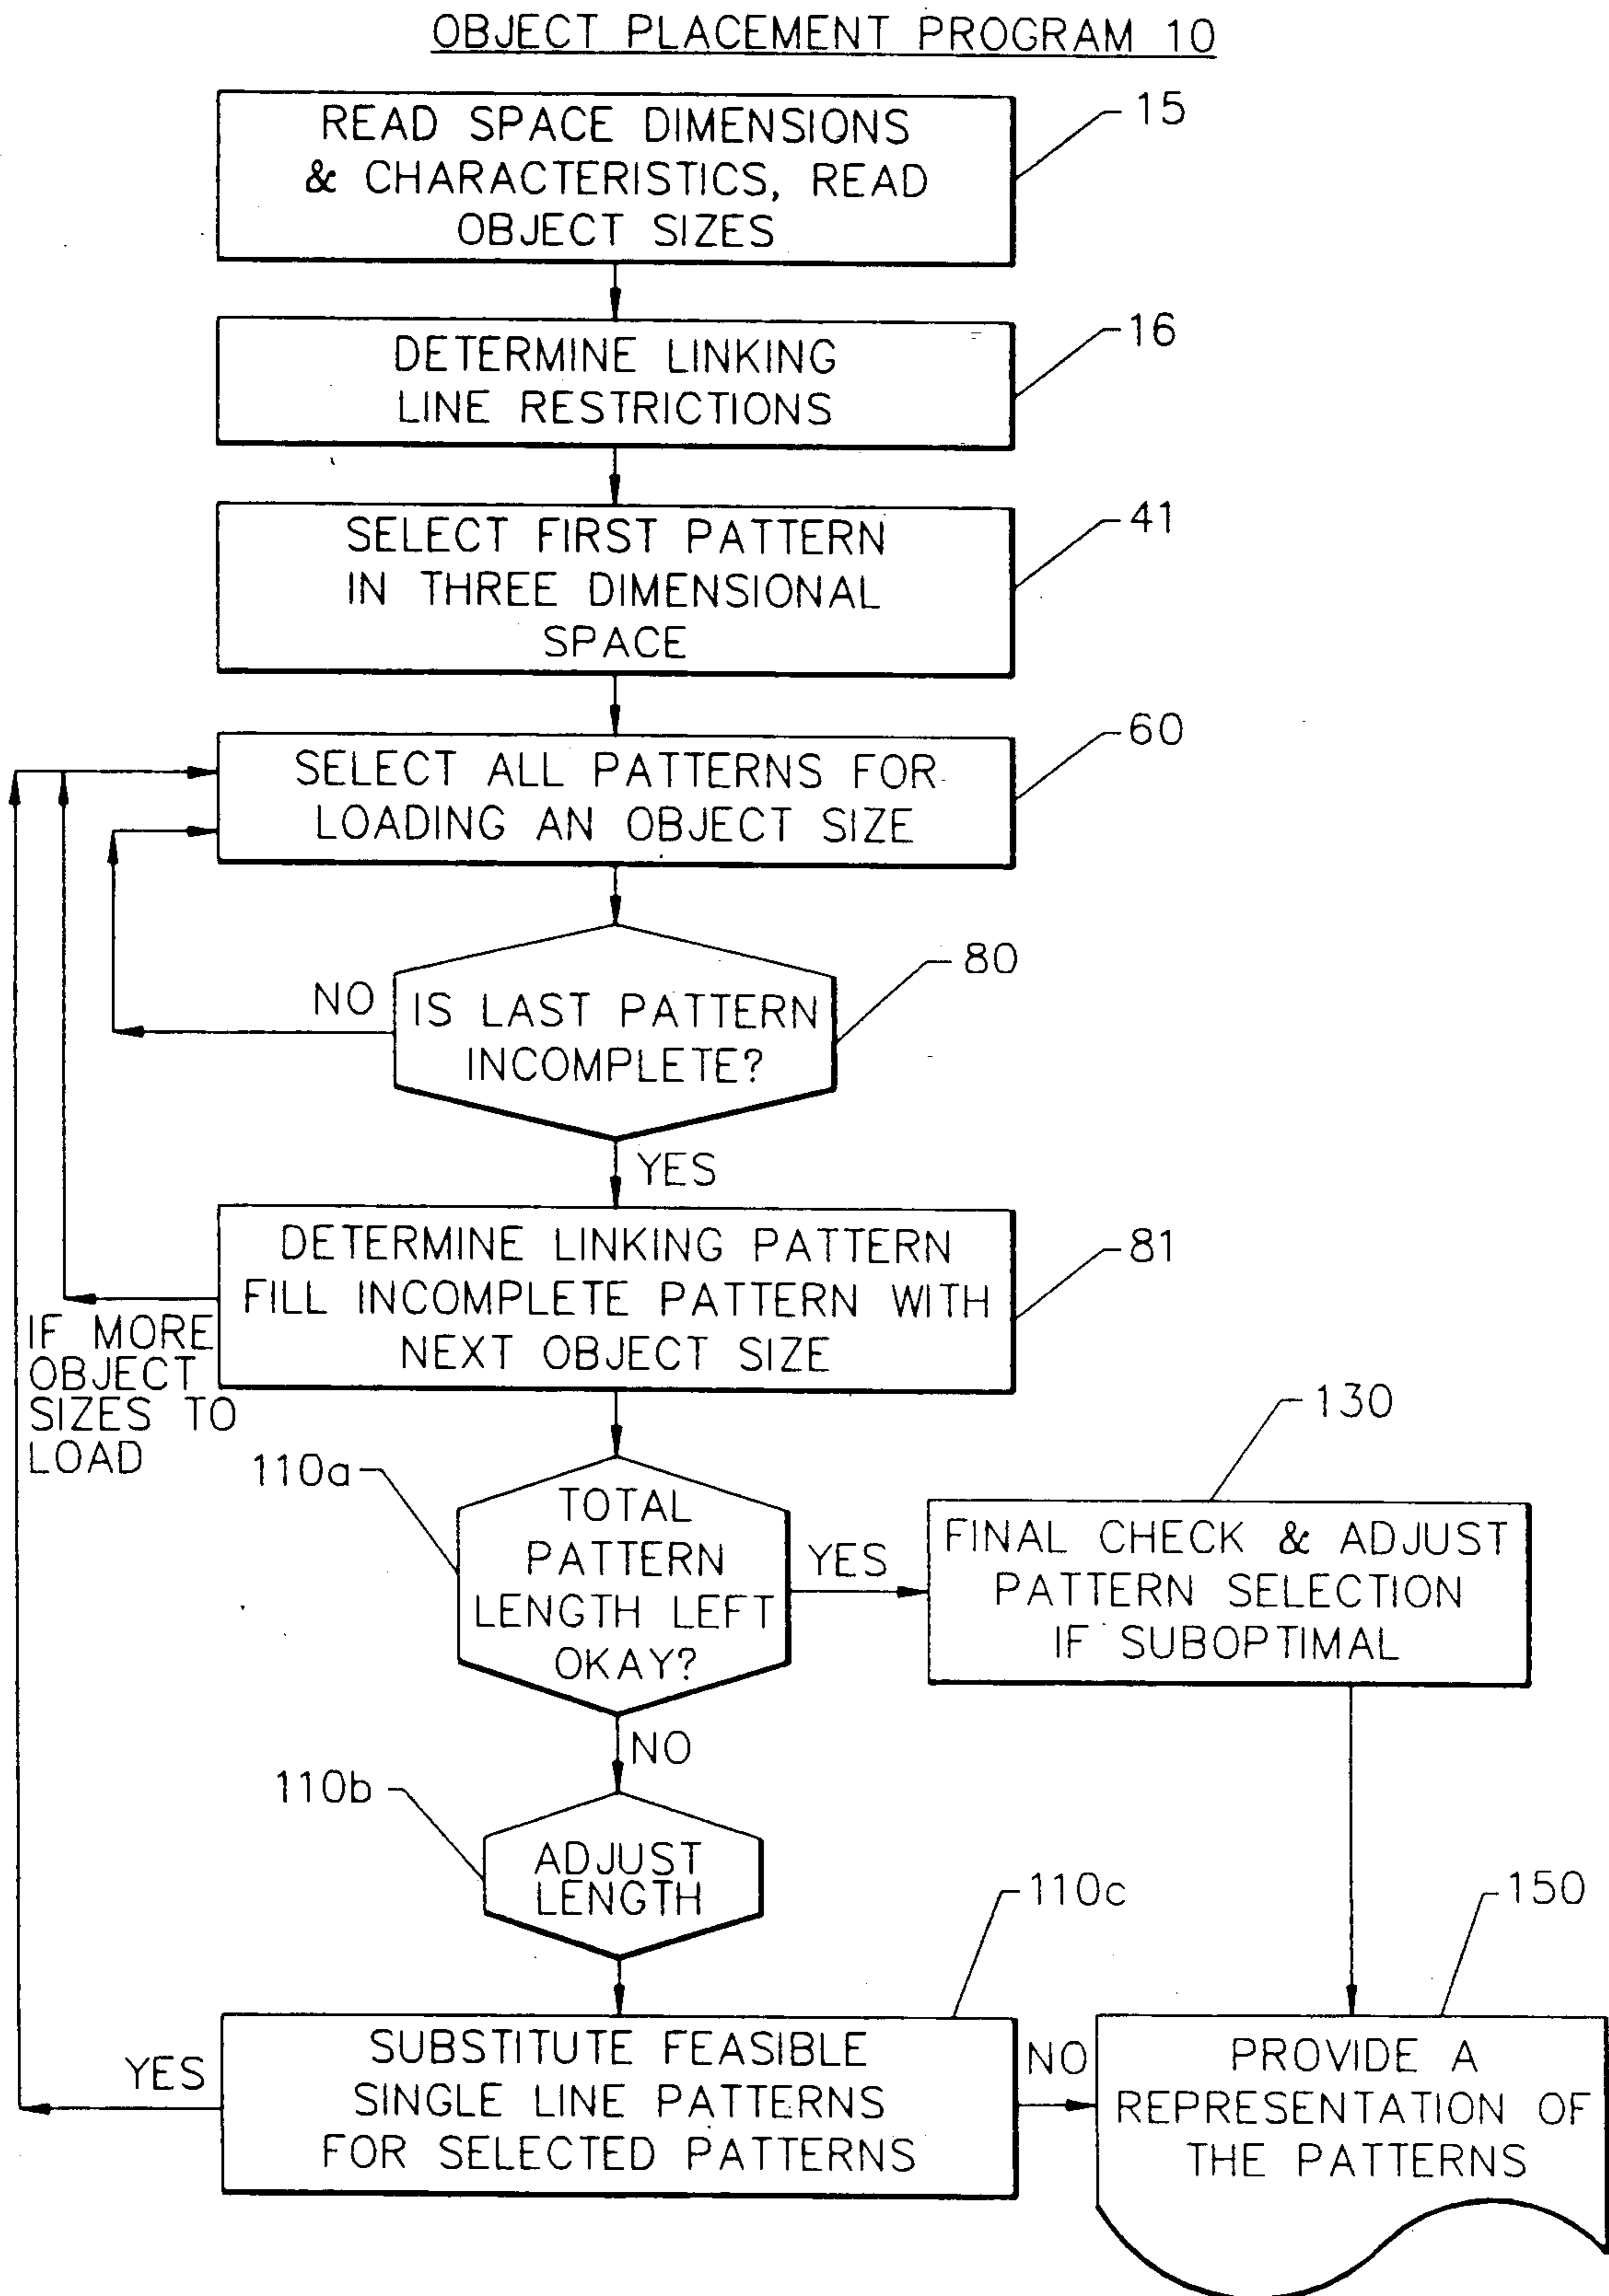 OBJECT PLACEMENT PROGRAM 10
READ SPACE DIMENSIONS
& CHARACTERISTICS, READ
OBJECT SIZES
15
DETERMINE LINKING
LINE RESTRICTIONS
16
SELECT FIRST PATTERN
IN THREE DIMENSIONAL
SPACE
41
SELECT ALL PATTERNS FOR
LOADING AN OBJECT SIZE
60
IS LAST PATTERN
INCOMPLETE?
80
NO
YES
DETERMINE LINKING PATTERN
FILL INCOMPLETE PATTERN WITH
NEXT OBJECT SIZE
81
IF MORE
OBJECT
SIZES TO
LOAD
110a
TOTAL
PATTERN
LENGTH LEFT
OKAY?
YES
130
FINAL CHECK & ADJUST
PATTERN SELECTION
IF SUBOPTIMAL
NO
110b
ADJUST
LENGTH
110c
150
YES
SUBSTITUTE FEASIBLE
SINGLE LINE PATTERNS
FOR SELECTED PATTERNS
NO
PROVIDE A
REPRESENTATION OF
THE PATTERNS